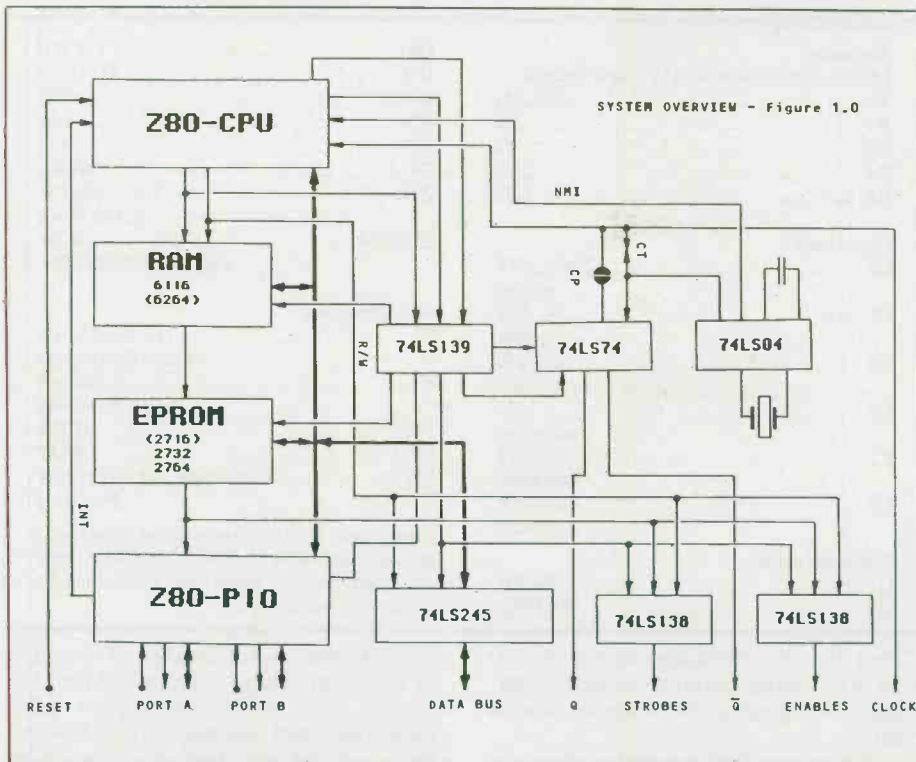 SYSTEM OVERVIEW - Figure 1.0
Z80-CPU
NMI
RAM
6116
(6264)
CP
CT
R/W
74LS139
74LS74
74LS04
EPROM
(2716)
2732
2764
INT
Z80-PIO
74LS245
74LS138
74LS138
RESET
PORT A
PORT B
DATA BUS
Q
STROBES
Q̅
ENABLES
CLOCK